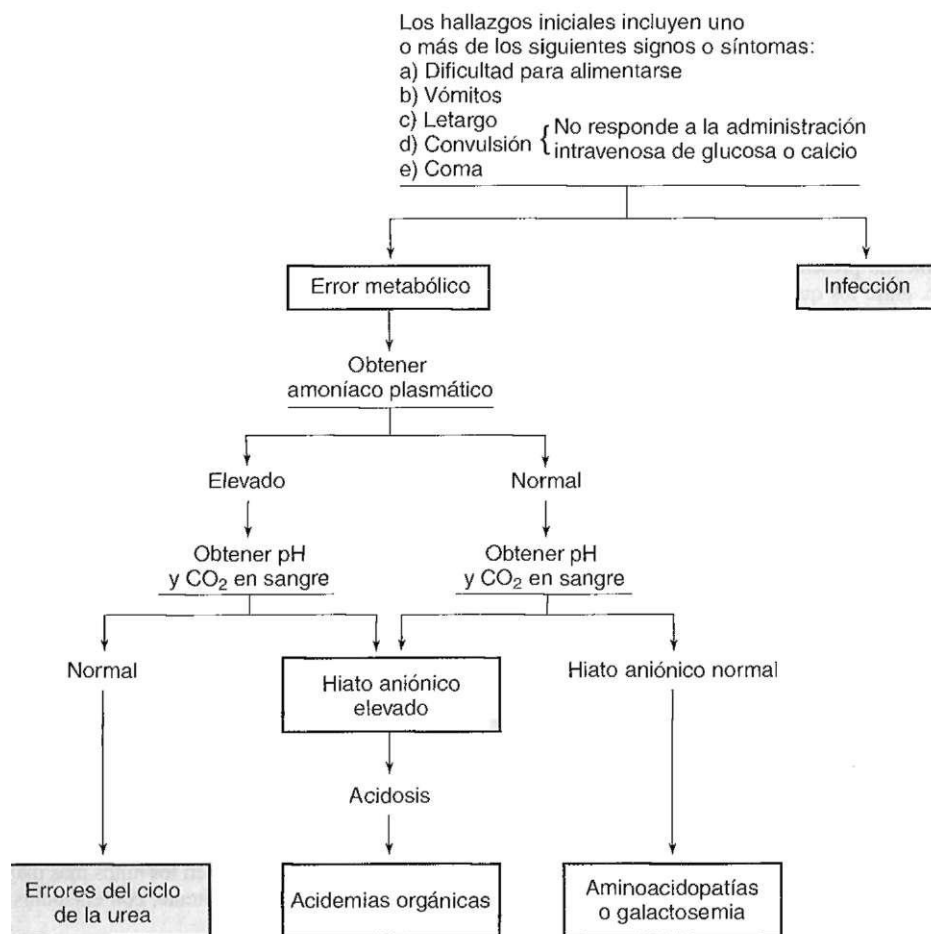 Los hallazgos iniciales incluyen uno
o más de los siguientes signos o síntomas:
a) Dificultad para alimentarse
b) Vómitos
c) Letargo
d) Convulsión { No responde a la administración
intravenosa de glucosa o calcio
e) Coma
Error metabólico
Infección
Obtener
amoníaco plasmático
Elevado
Normal
Obtener pH
y CO₂ en sangre
Obtener pH
y CO₂ en sangre
Normal
Hiato aniónico
elevado
Hiato aniónico normal
Acidosis
Errores del ciclo
de la urea
Acidemias orgánicas
Aminoacidopatías
o galactosemia